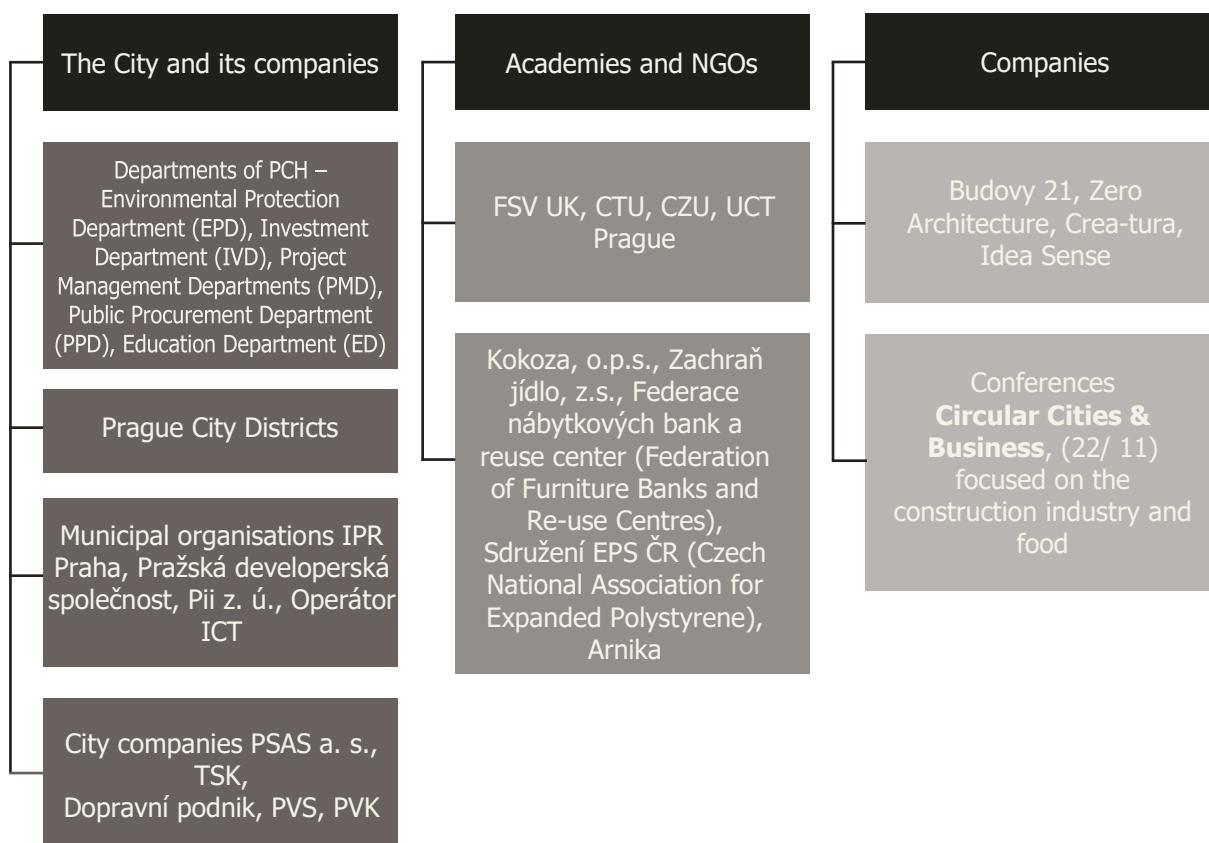 The City and its companies
Departments of PCH –
Environmental Protection
Department (EPD), Investment
Department (IVD), Project
Management Departments (PMD),
Public Procurement Department
(PPD), Education Department (ED)
Prague City Districts
Municipal organisations IPR
Praha, Pražská developerská
společnost, Pii z. ú., Operátor
ICT
City companies PSAS a. s.,
TSK,
Dopravní podnik, PVS, PVK
Academies and NGOs
FSV UK, CTU, CZU, UCT
Prague
Kokoza, o.p.s., Zachraň
jídlo, z.s., Federace
nábytkových bank a
reuse center (Federation
of Furniture Banks and
Re-use Centres),
Sdružení EPS ČR (Czech
National Association for
Expanded Polystyrene),
Arnika
Companies
Budovy 21, Zero
Architecture, Crea-tura,
Idea Sense
Conferences
Circular Cities &
Business, (22/ 11)
focused on the
construction industry and
food